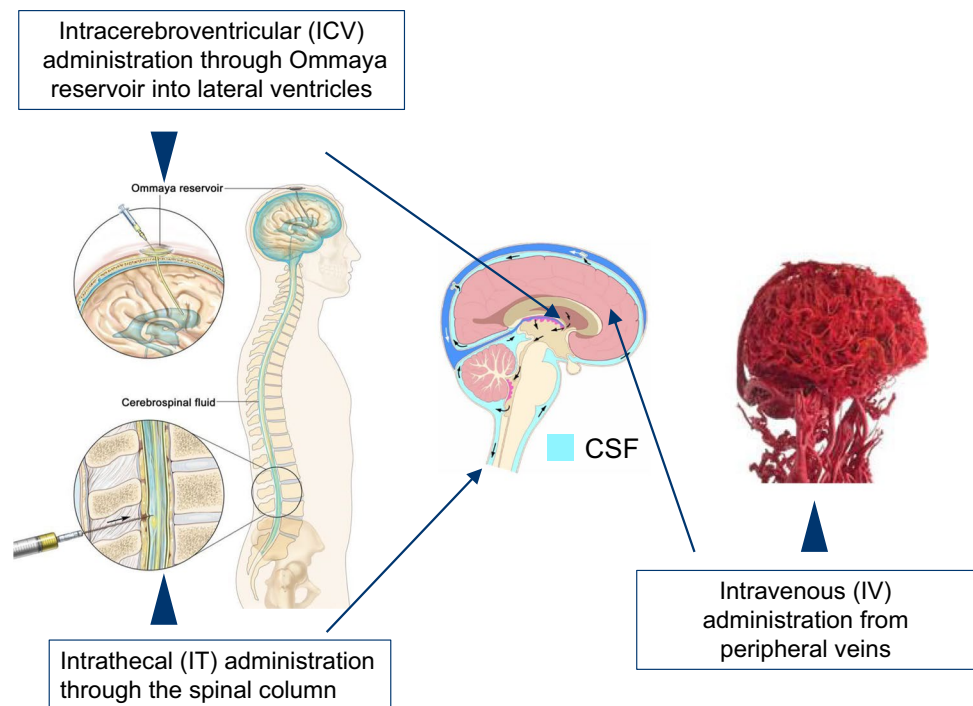 Intracerebroventricular (ICV)
administration through Ommaya
reservoir into lateral ventricles
Ommaya reservoir
Cerebrospinal fluid
CSF
Intrathecal (IT) administration
through the spinal column
Intravenous (IV)
administration from
peripheral veins